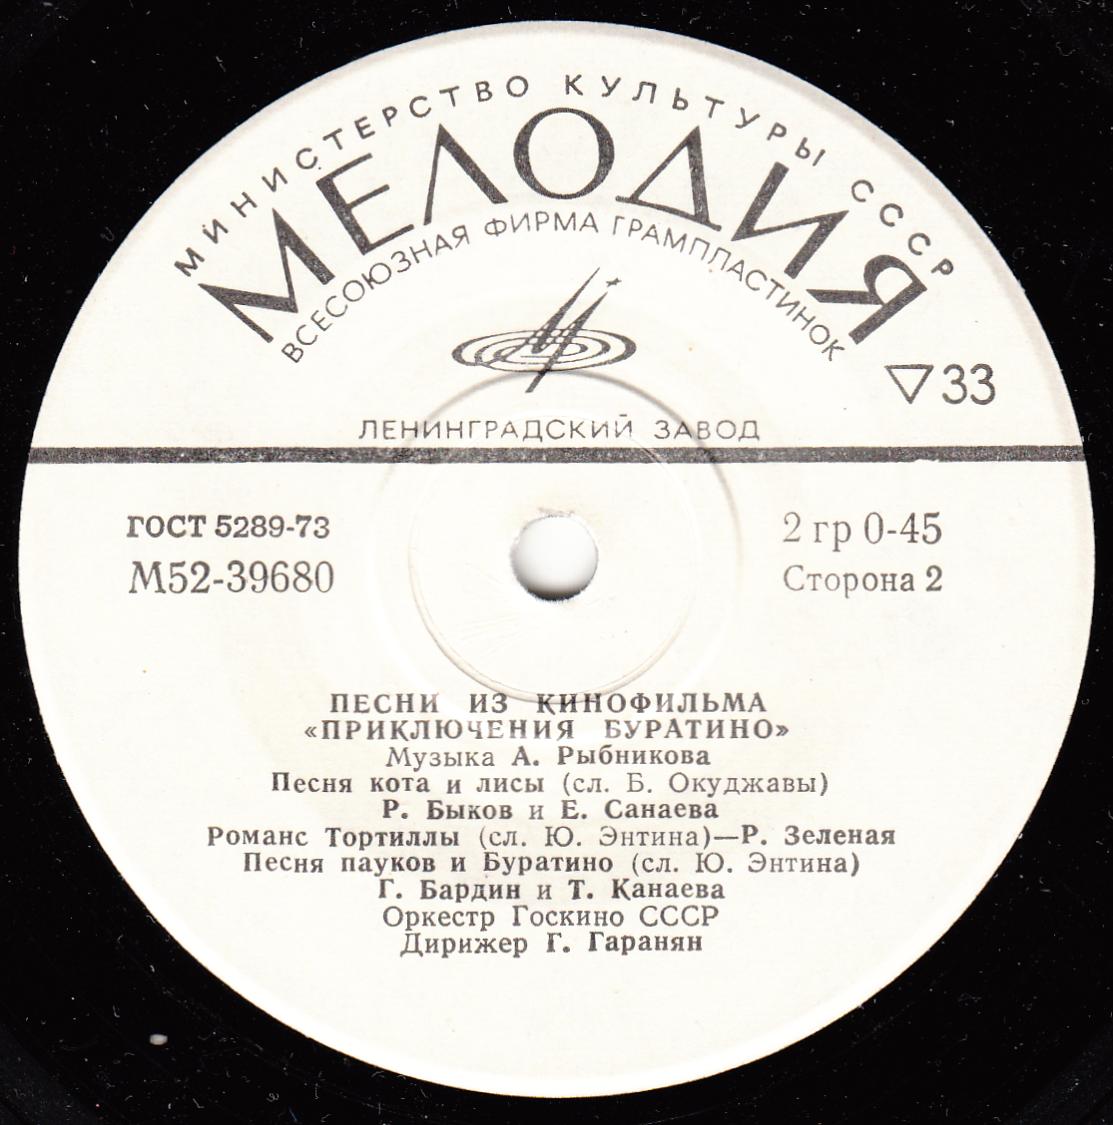 МИНИСТЕРСТВО КУЛЬТУРЫ СССР
МЕЛОДИЯ
ВСЕСОЮЗНАЯ ФИРМА ГРАМПЛАСТИНОК
▽33
ЛЕНИНГРАДСКИЙ ЗАВОД
ГОСТ 5289-73
М52-39680
2 гр 0-45
Сторона 2
ПЕСНИ ИЗ КИНОФИЛЬМА
«ПРИКЛЮЧЕНИЯ БУРАТИНО»
Музыка А. Рыбникова
Песня кота и лисы (сл. Б. Окуджавы)
Р. Быков и Е. Санаева
Романс Тортиллы (сл. Ю. Энтина)—Р. Зеленая
Песня пауков и Буратино (сл. Ю. Энтина)
Г. Бардин и Т. Канаева
Оркестр Госкино СССР
Дирижер Г. Гаранян